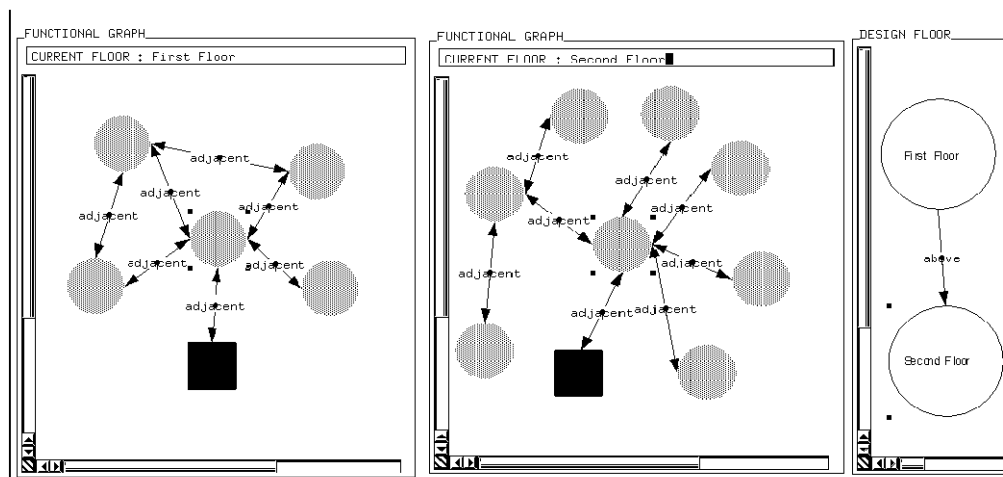 FUNCTIONAL GRAPH
CURRENT FLOOR : First Floor
adjacent
adjacent
adjacent
adjacent
adjacent
adjacent
adjacent
FUNCTIONAL GRAPH
CURRENT FLOOR : Second Floor
adjacent
adjacent
adjacent
adjacent
adjacent
adjacent
adjacent
adjacent
DESIGN FLOOR
First Floor
above
Second Floor